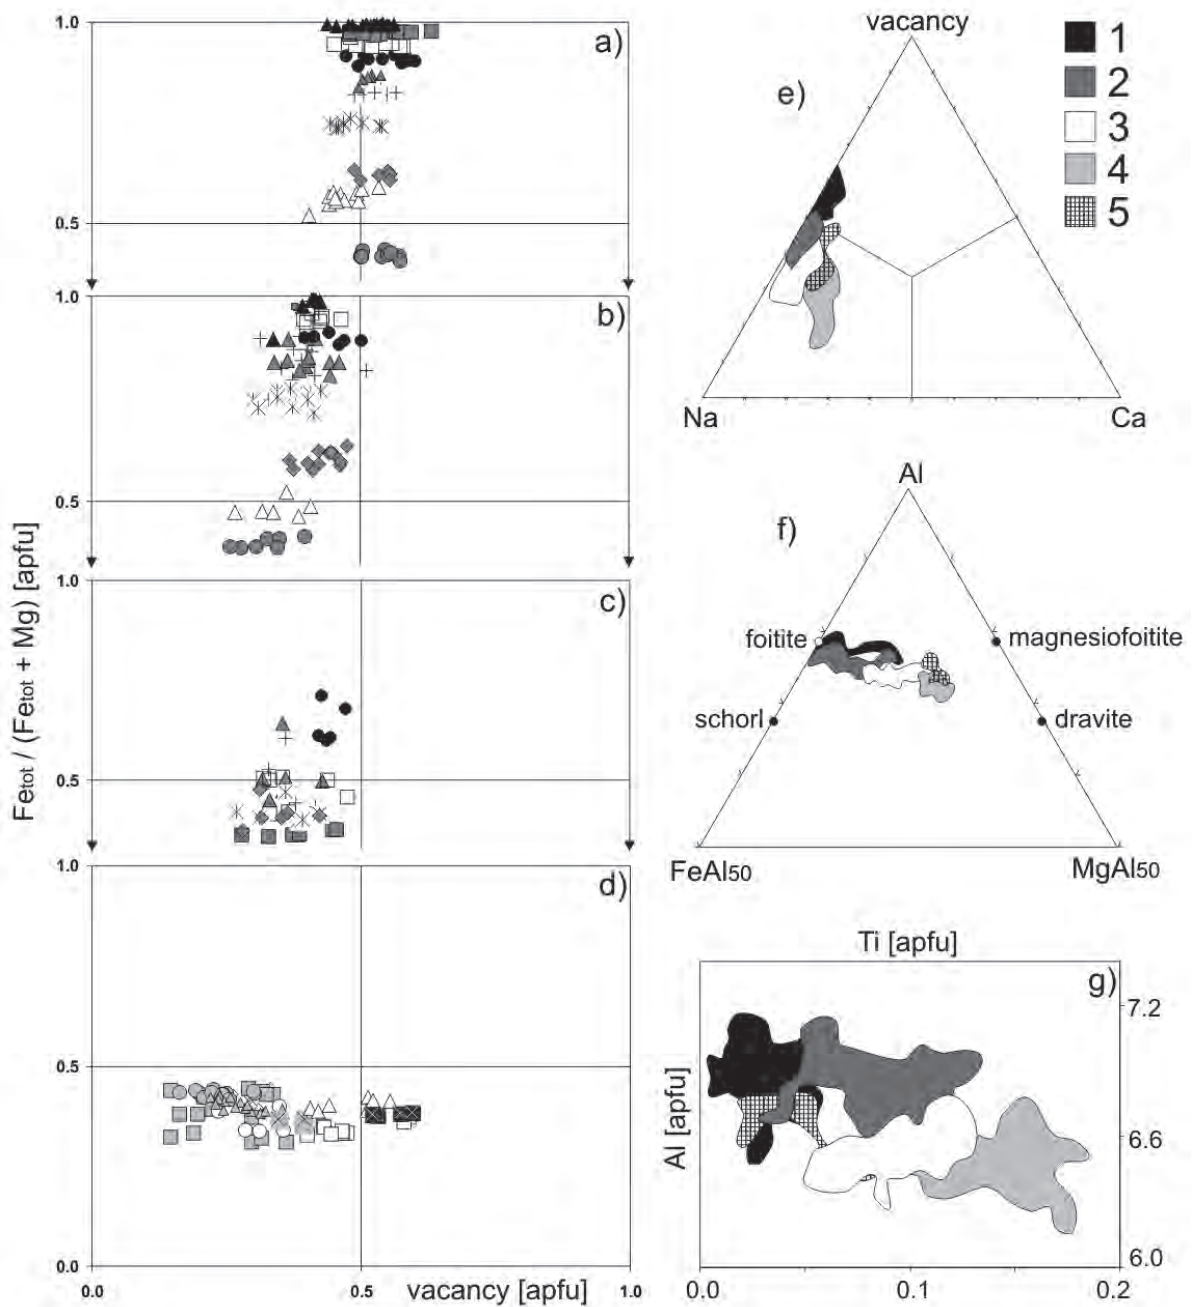 1.0
a)
0.5
1.0
b)
0.5
1.0
c)
0.5
1.0
d)
0.5
0.0
0.0
0.5
1.0
vacancy [apfu]
Fetot / (Fetot + Mg) [apfu]
vacancy
e)
Na
Ca
1
2
3
4
5
Al
f)
foitite
magnesiofoitite
schorl
dravite
FeAl50
MgAl50
Ti [apfu]
g)
7.2
6.6
6.0
Al [apfu]
0.0
0.1
0.2